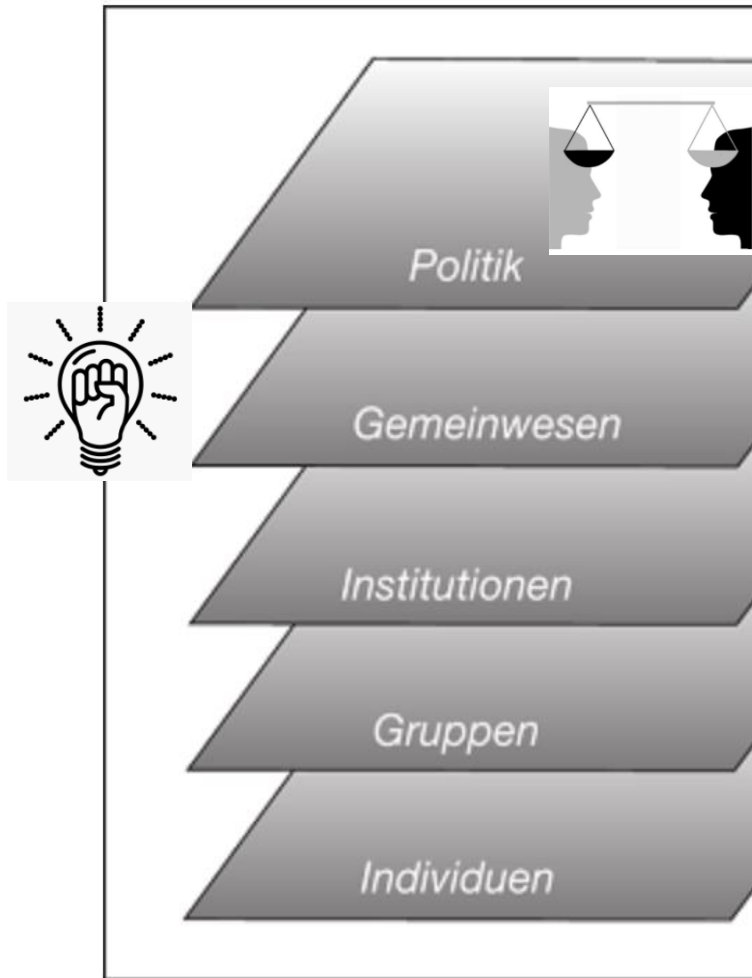 Politik
Gemeinwesen
Institutionen
Gruppen
Individuen